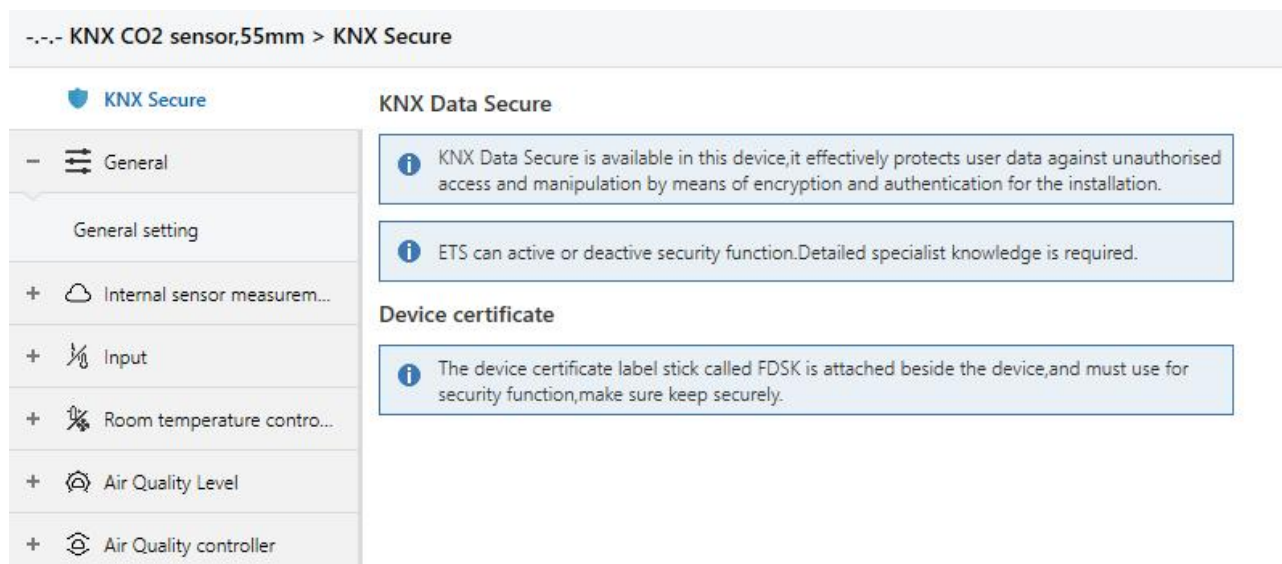 -.-.- KNX CO2 sensor,55mm > KNX Secure
KNX Secure
General
General setting
Internal sensor measurem...
Input
Room temperature contro...
Air Quality Level
Air Quality controller
KNX Data Secure
KNX Data Secure is available in this device,it effectively protects user data against unauthorised
access and manipulation by means of encryption and authentication for the installation.
ETS can active or deactive security function.Detailed specialist knowledge is required.
Device certificate
The device certificate label stick called FDSK is attached beside the device,and must use for
security function,make sure keep securely.